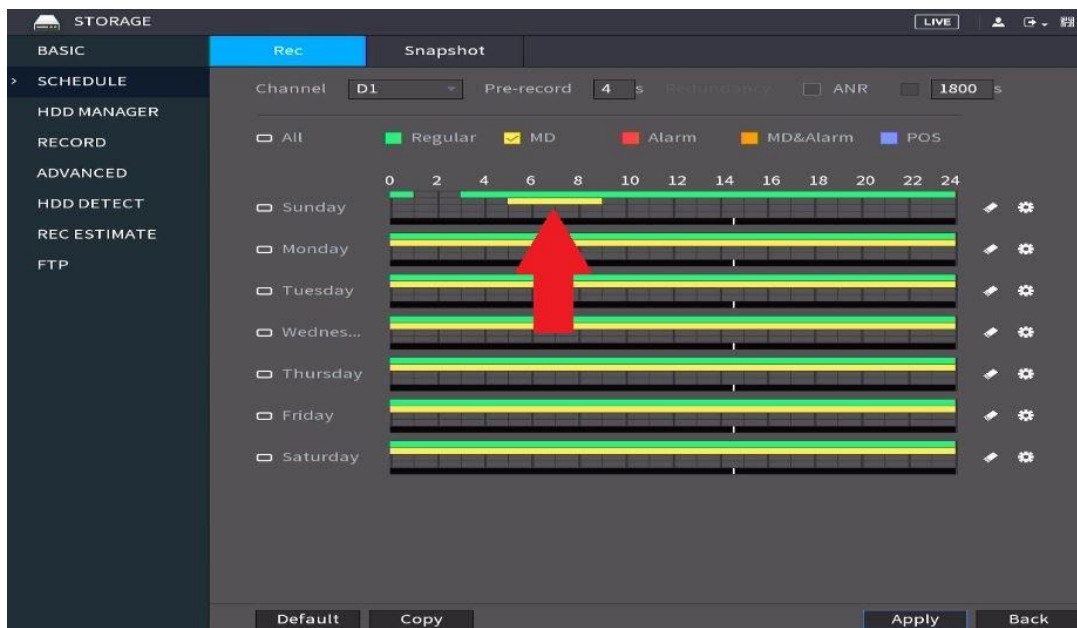 STORAGE LIVE
BASIC Rec Snapshot
SCHEDULE Channel D1 Pre-record 4 s Redundancy ANR 1800 s
HDD MANAGER
RECORD All Regular MD Alarm MD&Alarm POS
ADVANCED 0 2 4 6 8 10 12 14 16 18 20 22 24
HDD DETECT Sunday
REC ESTIMATE Monday
FTP
Tuesday
Wednes...
Thursday
Friday
Saturday
Default Copy Apply Back